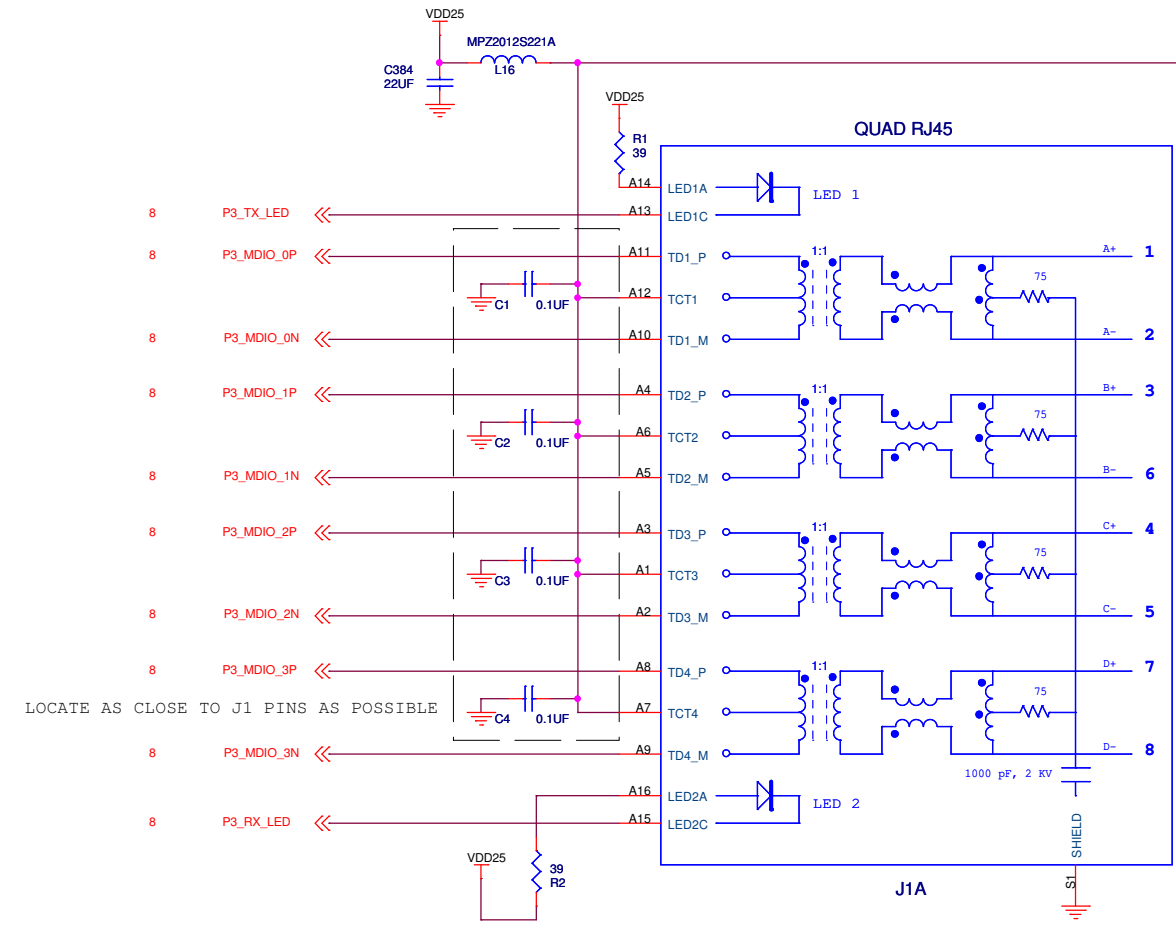 VDD25
MPZ2012S221A
L16
C384
22UF
VDD25
R1
39
QUAD RJ45
A14 LED1A
LED 1
8 P3_TX_LED A13 LED1C
8 P3_MDIO_0P A11 TD1_P 1:1 A+ 1
75
C1 0.1UF A12 TCT1
8 P3_MDIO_0N A10 TD1_M A- 2
8 P3_MDIO_1P A4 TD2_P 1:1 B+ 3
75
C2 0.1UF A6 TCT2
8 P3_MDIO_1N A5 TD2_M B- 6
8 P3_MDIO_2P A3 TD3_P 1:1 C+ 4
75
C3 0.1UF A1 TCT3
8 P3_MDIO_2N A2 TD3_M C- 5
8 P3_MDIO_3P A8 TD4_P 1:1 D+ 7
75
LOCATE AS CLOSE TO J1 PINS AS POSSIBLE
C4 0.1UF A7 TCT4
8 P3_MDIO_3N A9 TD4_M D- 8
1000 pF, 2 KV
A16 LED2A
LED 2
8 P3_RX_LED A15 LED2C
SHIELD
VDD25
39
R2
S1
J1A